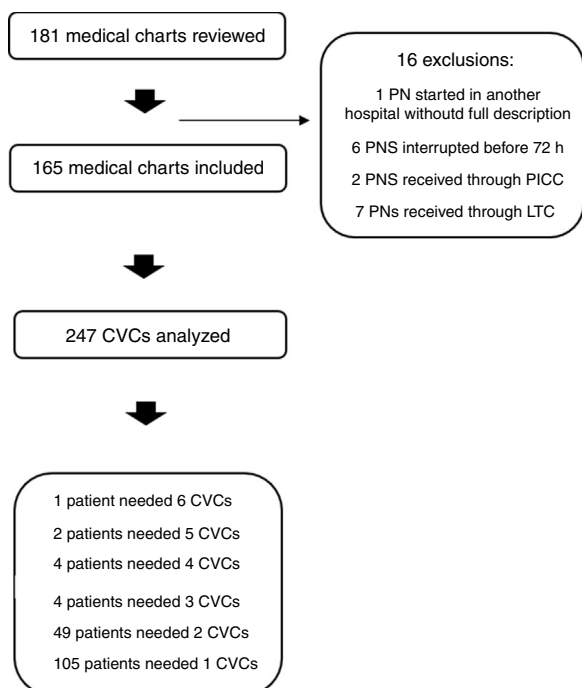 181 medical charts reviewed
16 exclusions:
1 PN started in another
hospital withoutd full description
6 PNS interrupted before 72 h
2 PNS received through PICC
7 PNs received through LTC
165 medical charts included
247 CVCs analyzed
1 patient needed 6 CVCs
2 patients needed 5 CVCs
4 patients needed 4 CVCs
4 patients needed 3 CVCs
49 patients needed 2 CVCs
105 patients needed 1 CVCs